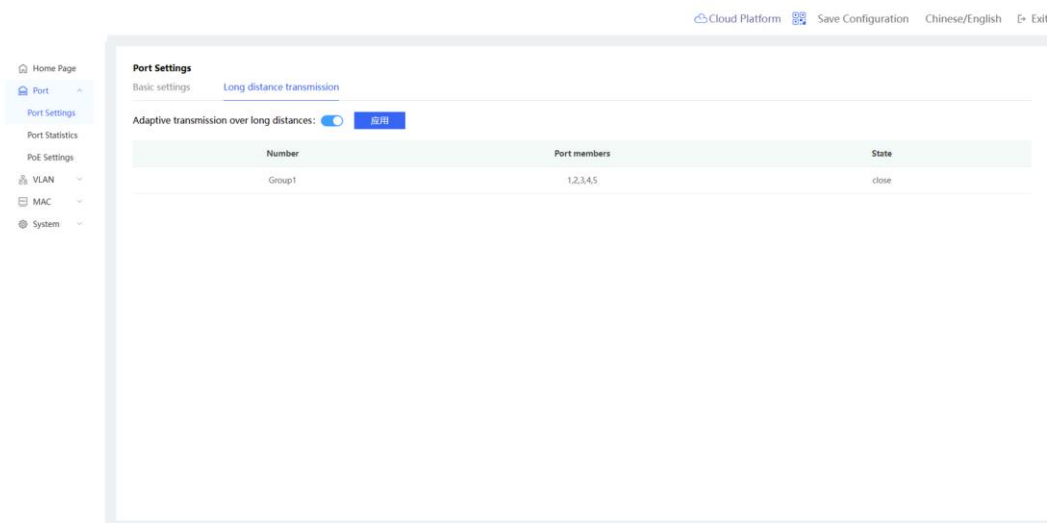 Cloud Platform Save Configuration Chinese/English Exit
Home Page
Port
Port Settings
Port Statistics
PoE Settings
VLAN
MAC
System
Port Settings
Basic settings Long distance transmission
Adaptive transmission over long distances: 应用
Number Port members State
Group1 1,2,3,4,5 close